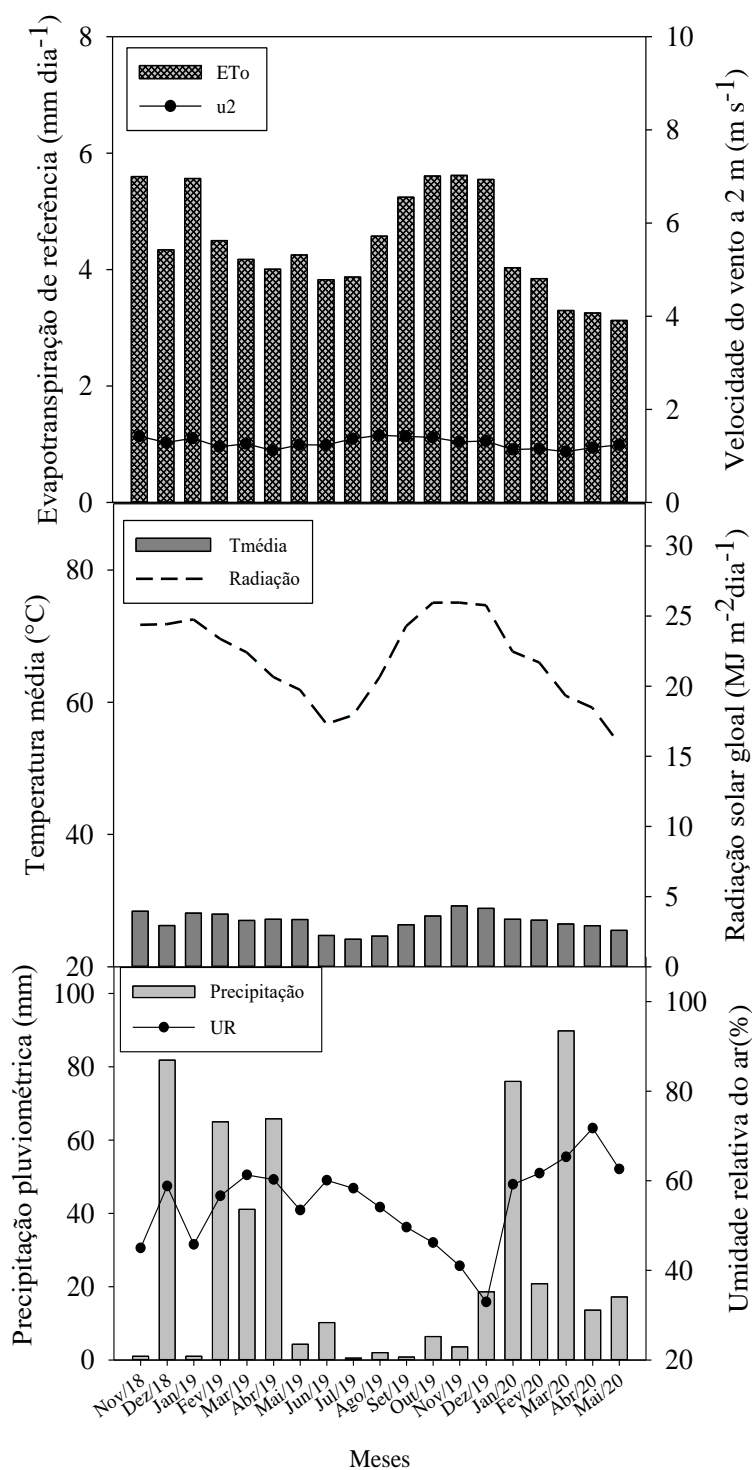 8
6
4
2
0
Evapotranspiração de referência (mm dia-1)
ETo
u2
10
8
6
4
2
0
Velocidade do vento a 2 m (m s-1)
80
60
40
20
Temperatura média (°C)
Tmédia
Radiação
30
25
20
15
10
5
0
Radiação solar gloal (MJ m-2dia-1)
100
80
60
40
20
0
Precipitação pluviométrica (mm)
Precipitação
UR
100
80
60
40
20
Umidade relativa do ar(%)
Nov/18
Dez/18
Jan/19
Fev/19
Mar/19
Abr/19
Mai/19
Jun/19
Jul/19
Ago/19
Set/19
Out/19
Nov/19
Dez/19
Jan/20
Fev/20
Mar/20
Abr/20
Mai/20
Meses